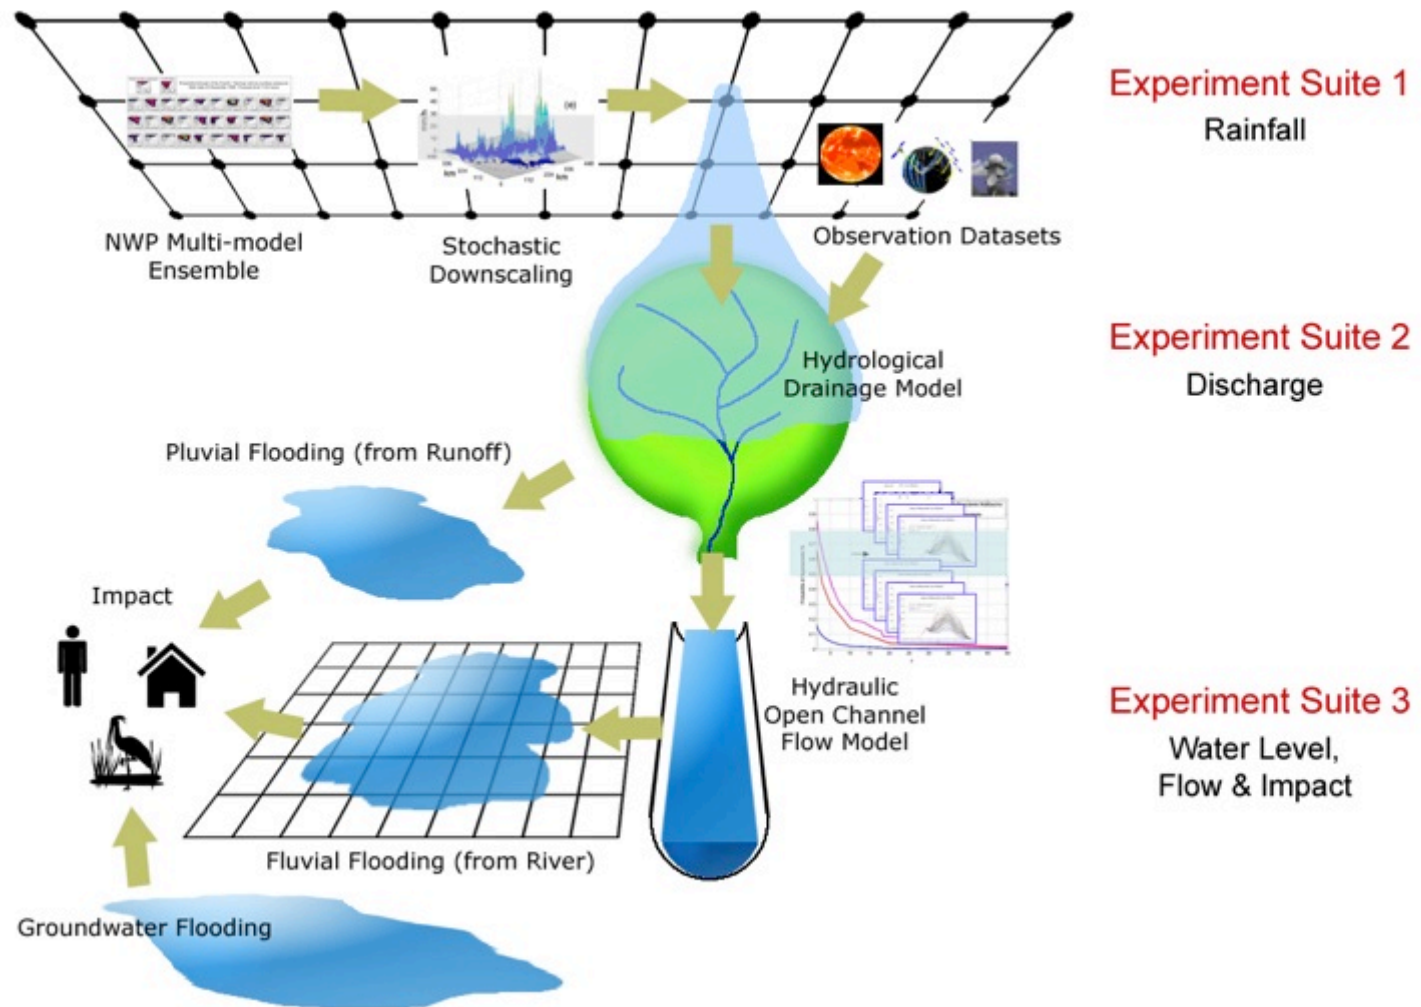 Experiment Suite 1
Rainfall
NWP Multi-model
Ensemble
Stochastic
Downscaling
Observation Datasets
km
km
Experiment Suite 2
Discharge
Hydrological
Drainage Model
Pluvial Flooding (from Runoff)
Impact
Hydraulic
Open Channel
Flow Model
Experiment Suite 3
Water Level,
Flow & Impact
Fluvial Flooding (from River)
Groundwater Flooding